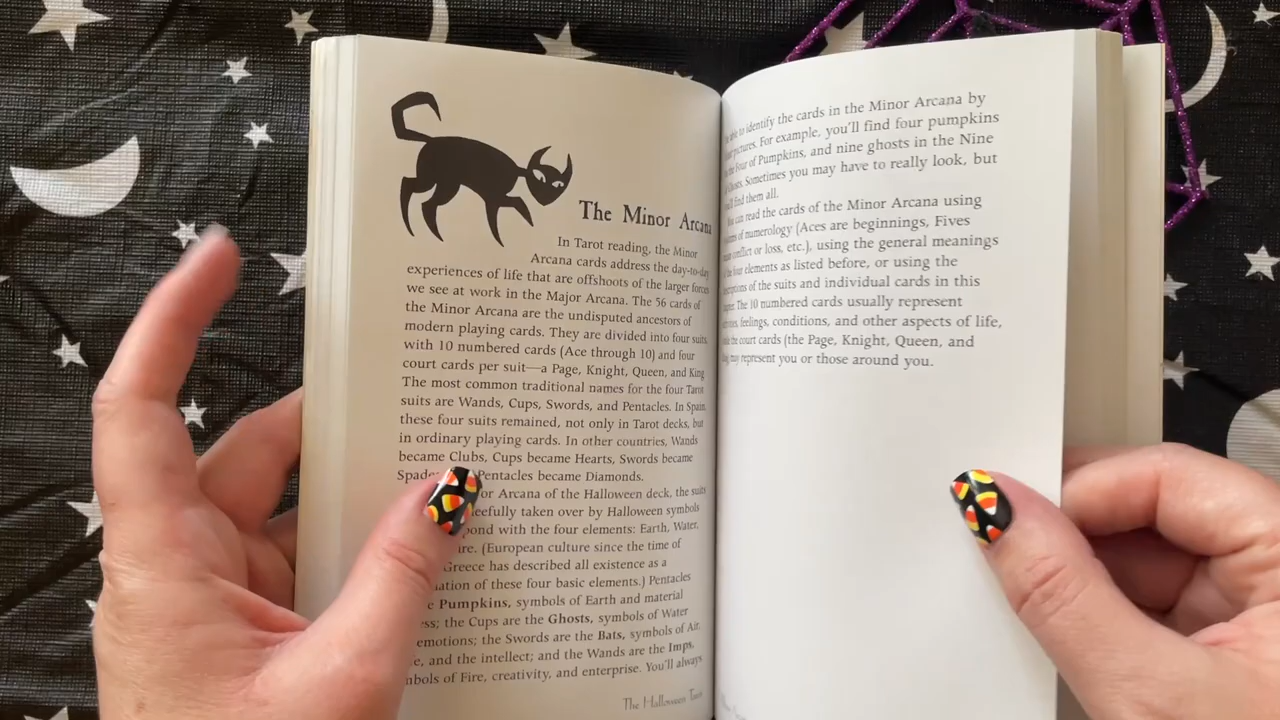 The Minor Arcana
In Tarot reading, the Minor
Arcana cards address the day-to-day
experiences of life that are offshoots of the larger forces
we see at work in the Major Arcana. The 56 cards of
the Minor Arcana are the undisputed ancestors of
modern playing cards. They are divided into four suits
with 10 numbered cards (Ace through 10) and four
court cards per suit—a Page, Knight, Queen, and King
The most common traditional names for the four Tarot
suits are Wands, Cups, Swords, and Pentacles. In Spain,
these four suits remained, not only in Tarot decks, but
in ordinary playing cards. In other countries, Wands
became Clubs, Cups became Hearts, Swords became
Pentacles became Diamonds.
Arcana of the Halloween deck, the suits
taken over by Halloween symbols
with the four elements: Earth, Water,
(European culture since the time of
Greece has described all existence as a
of these four basic elements.) Pentacles
Pumpkins, symbols of Earth and material
the Cups are the Ghosts, symbols of Water
emotions; the Swords are the Bats, symbols of Air,
and the intellect; and the Wands are the Imps,
of Fire, creativity, and enterprise. You'll always
The Halloween
to identify the cards in the Minor Arcana by
pictures. For example, you'll find four pumpkins
Four of Pumpkins, and nine ghosts in the Nine
Ghosts. Sometimes you may have to really look, but
find them all.
can read the cards of the Minor Arcana using
of numerology (Aces are beginnings, Fives
conflict or loss, etc.), using the general meanings
four elements as listed before, or using the
of the suits and individual cards in this
The 10 numbered cards usually represent
feelings, conditions, and other aspects of life,
the court cards (the Page, Knight, Queen, and
may represent you or those around you.